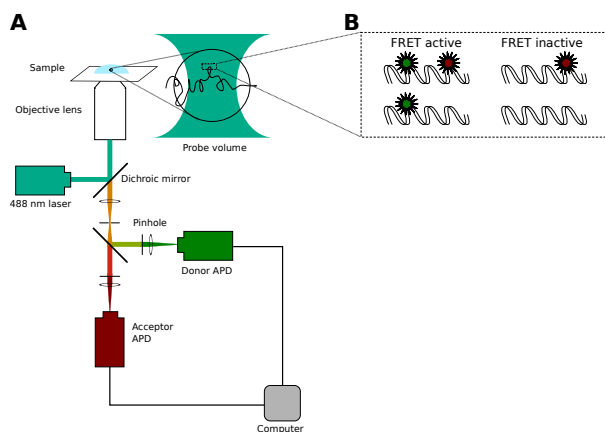 A
B
FRET active
FRET inactive
Sample
Objective lens
Probe volume
Dichroic mirror
488 nm laser
Pinhole
Donor APD
Acceptor
APD
Computer